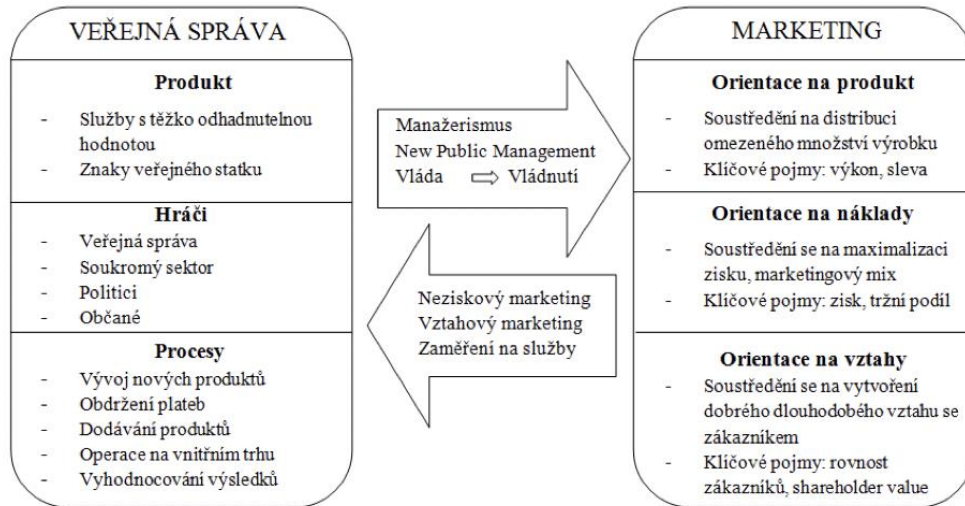 VEŘEJNÁ SPRÁVA
Produkt
- Služby s těžko odhadnutelnou
hodnotou
- Znaky veřejného statku
Hráči
- Veřejná správa
- Soukromý sektor
- Politici
- Občané
Procesy
- Vývoj nových produktů
- Obdržení plateb
- Dodávání produktů
- Operace na vnitřním trhu
- Vyhodnocování výsledků
Manažerismus
New Public Management
Vláda ⇨ Vládnutí
Neziskový marketing
Vztahový marketing
Zaměření na služby
MARKETING
Orientace na produkt
- Soustředění na distribuci
omezeného množství výrobku
- Klíčové pojmy: výkon, sleva
Orientace na náklady
- Soustředění se na maximalizaci
zisku, marketingový mix
- Klíčové pojmy: zisk, tržní podíl
Orientace na vztahy
- Soustředění se na vytvoření
dobrého dlouhodobého vztahu se
zákazníkem
- Klíčové pojmy: rovnost
zákazníků, shareholder value